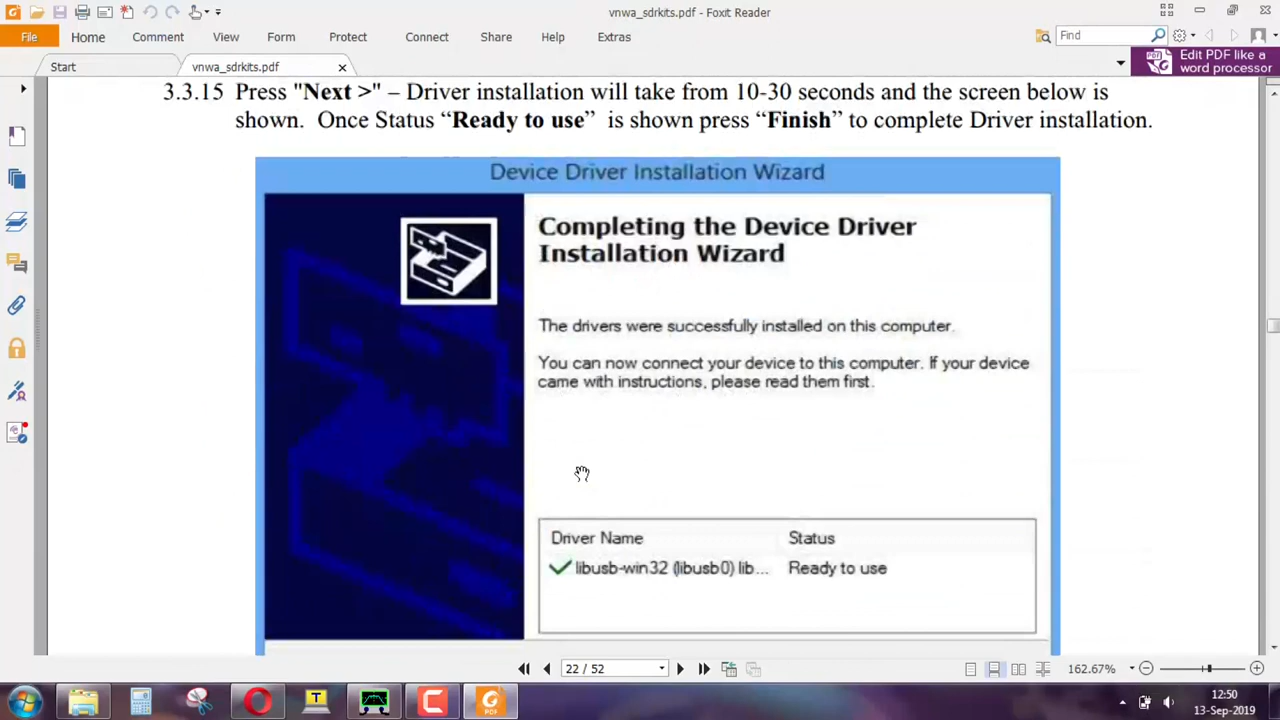 vnwa_sdrkits.pdf - Foxit Reader
File Home Comment View Form Protect Connect Share Help Extras
Find
Start
vnwa_sdrkits.pdf
Edit PDF like a
word processor
3.3.15 Press "Next >" – Driver installation will take from 10-30 seconds and the screen below is
shown. Once Status “Ready to use” is shown press “Finish” to complete Driver installation.
Device Driver Installation Wizard
Completing the Device Driver
Installation Wizard
The drivers were successfully installed on this computer.
You can now connect your device to this computer. If your device
came with instructions, please read them first.
Driver Name Status
libusb-win32 (libusb0) lib... Ready to use
22 / 52
162.67%
12:50
13-Sep-2019